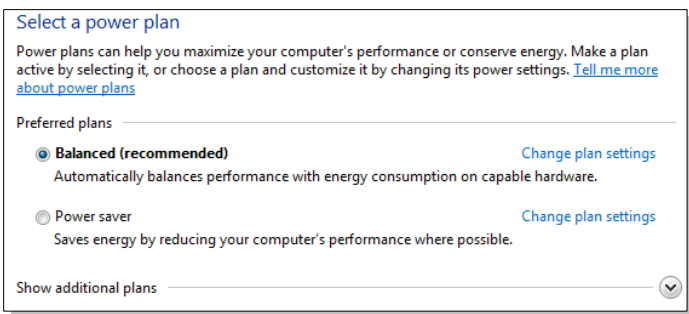 Select a power plan
Power plans can help you maximize your computer's performance or conserve energy. Make a plan
active by selecting it, or choose a plan and customize it by changing its power settings. Tell me more
about power plans
Preferred plans
Balanced (recommended) Change plan settings
Automatically balances performance with energy consumption on capable hardware.
Power saver Change plan settings
Saves energy by reducing your computer's performance where possible.
Show additional plans